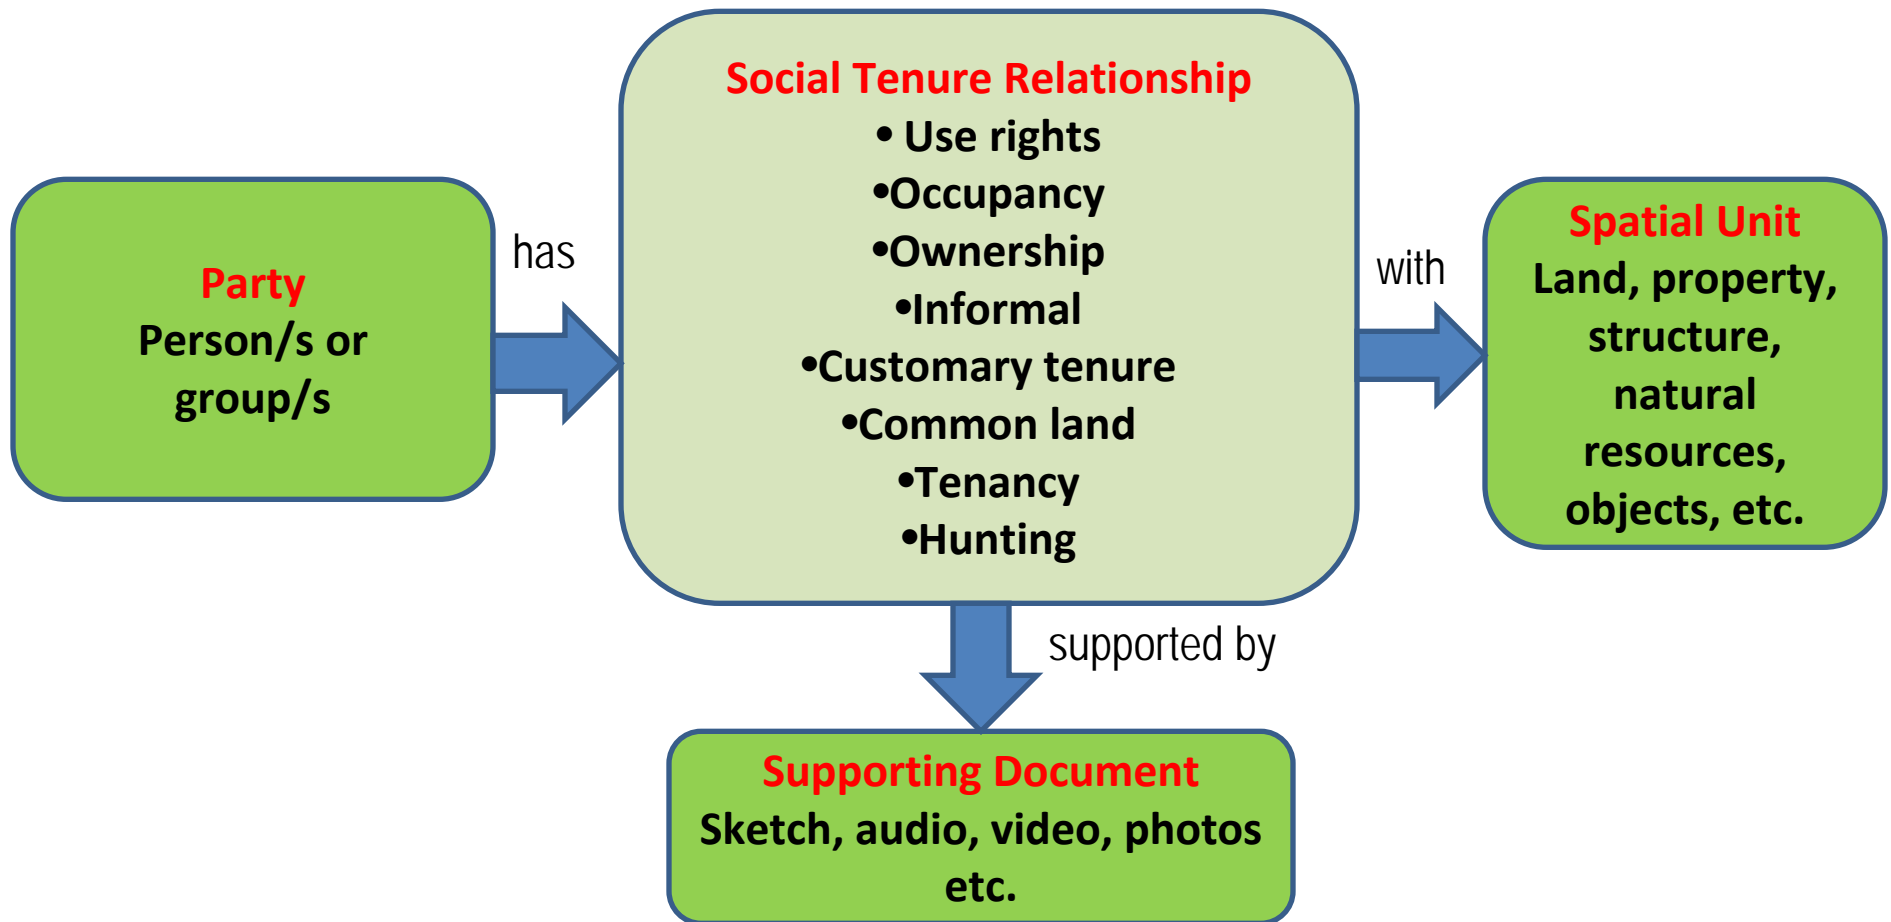 Party
Person/s or
group/s
has
Social Tenure Relationship
• Use rights
•Occupancy
•Ownership
•Informal
•Customary tenure
•Common land
•Tenancy
•Hunting
with
Spatial Unit
Land, property,
structure,
natural
resources,
objects, etc.
supported by
Supporting Document
Sketch, audio, video, photos
etc.